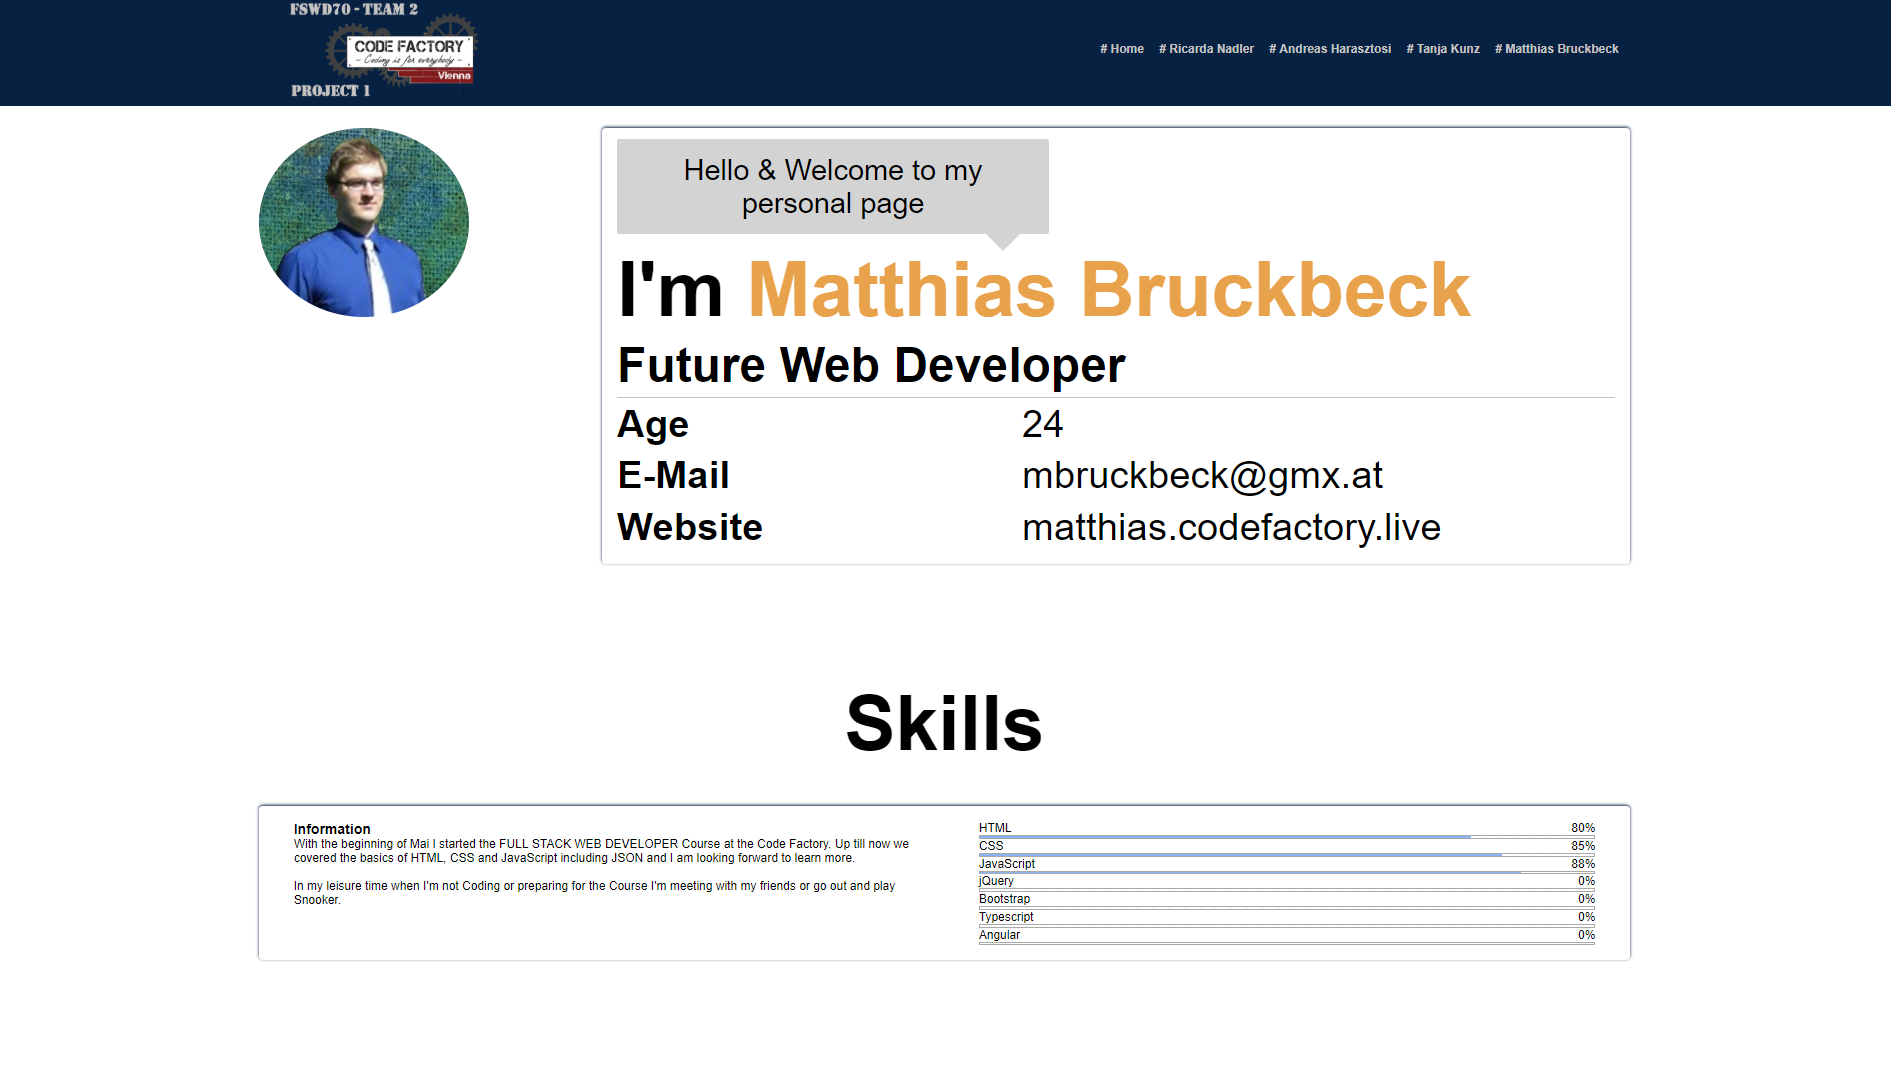 FSWD70 - TEAM 2
CODE FACTORY
- Coding is for everybody -
Vienna
PROJECT 1
# Home # Ricarda Nadler # Andreas Harasztosi # Tanja Kunz # Matthias Bruckbeck
Hello & Welcome to my
personal page
I'm Matthias Bruckbeck
Future Web Developer
Age 24
E-Mail mbruckbeck@gmx.at
Website matthias.codefactory.live
Skills
Information
With the beginning of Mai I started the FULL STACK WEB DEVELOPER Course at the Code Factory. Up till now we
covered the basics of HTML, CSS and JavaScript including JSON and I am looking forward to learn more.
In my leisure time when I'm not Coding or preparing for the Course I'm meeting with my friends or go out and play
Snooker.
HTML 80%
CSS 85%
JavaScript 88%
jQuery 0%
Bootstrap 0%
Typescript 0%
Angular 0%